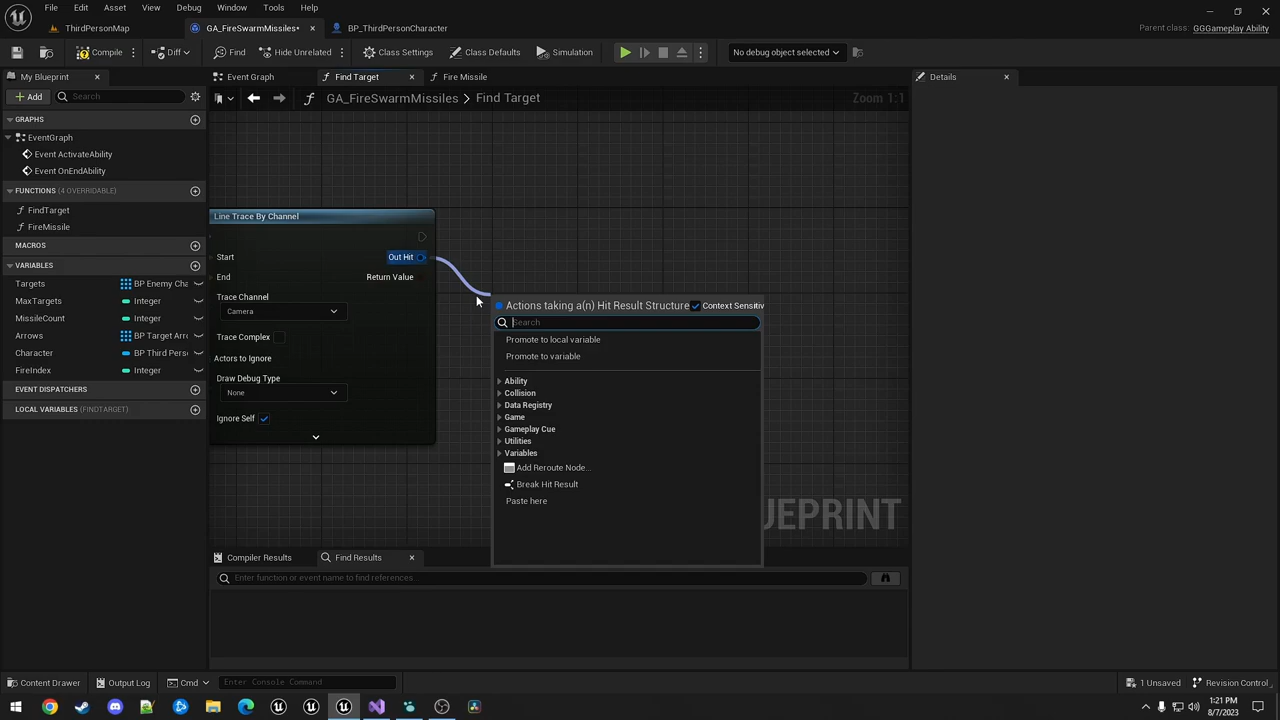 File Edit Asset View Debug Window Tools Help
ThirdPersonMap GA_FireSwarmMissiles* BP_ThirdPersonCharacter Parent class: GGGameplay Ability
Compile Diff Find Hide Unrelated Class Settings Class Defaults Simulation No debug object selected
My Blueprint Event Graph Find Target Fire Missile Details
Add Search GA_FireSwarmMissiles > Find Target Zoom 1:1
GRAPHS
EventGraph
Event ActivateAbility
Event OnEndAbility
FUNCTIONS (4 OVERRIDABLE)
FindTarget
FireMissile
MACROS
VARIABLES
Targets BP Enemy Cha
MaxTargets Integer
MissileCount Integer
Arrows BP Target Arro
Character BP Third Perso
FireIndex Integer
EVENT DISPATCHERS
LOCAL VARIABLES (FINDTARGET)
Line Trace By Channel
Start Out Hit
End Return Value
Trace Channel
Camera
Trace Complex
Actors to Ignore
Draw Debug Type
None
Ignore Self
Actions taking a(n) Hit Result Structure Context Sensitiv
Search
Promote to local variable
Promote to variable
Ability
Collision
Data Registry
Game
Gameplay Cue
Utilities
Variables
Add Reroute Node...
Break Hit Result
Paste here
UEPRINT
Compiler Results Find Results
Enter function or event name to find references...
Content Drawer Output Log Cmd Enter Console Command 1 Unsaved Revision Control
1:21 PM
8/7/2023